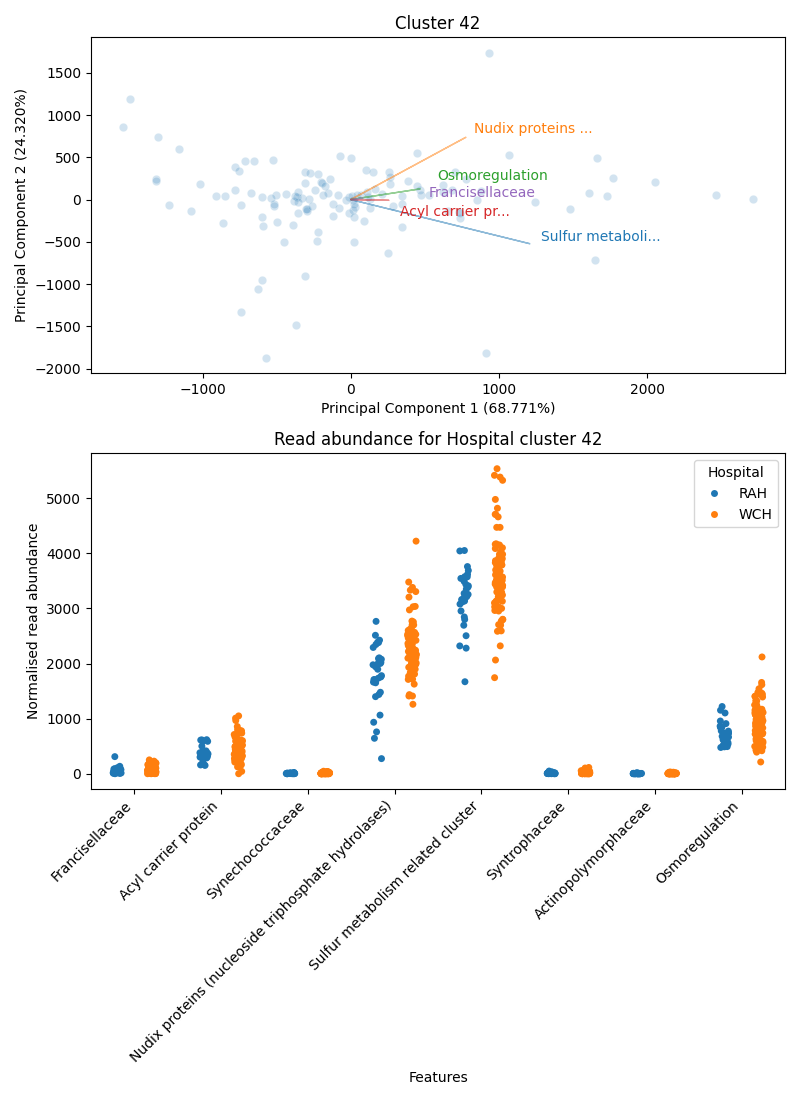 Cluster 42
Principal Component 2 (24.320%)
1500
1000
500
0
−500
−1000
−1500
−2000
Nudix proteins ...
Osmoregulation
Francisellaceae
Acyl carrier pr...
Sulfur metaboli...
−1000
0
1000
2000
Principal Component 1 (68.771%)
Read abundance for Hospital cluster 42
Normalised read abundance
5000
4000
3000
2000
1000
0
Hospital
RAH
WCH
Francisellaceae
Acyl carrier protein
Synechococcaceae
Nudix proteins (nucleoside triphosphate hydrolases)
Sulfur metabolism related cluster
Syntrophaceae
Actinopolymorphaceae
Osmoregulation
Features